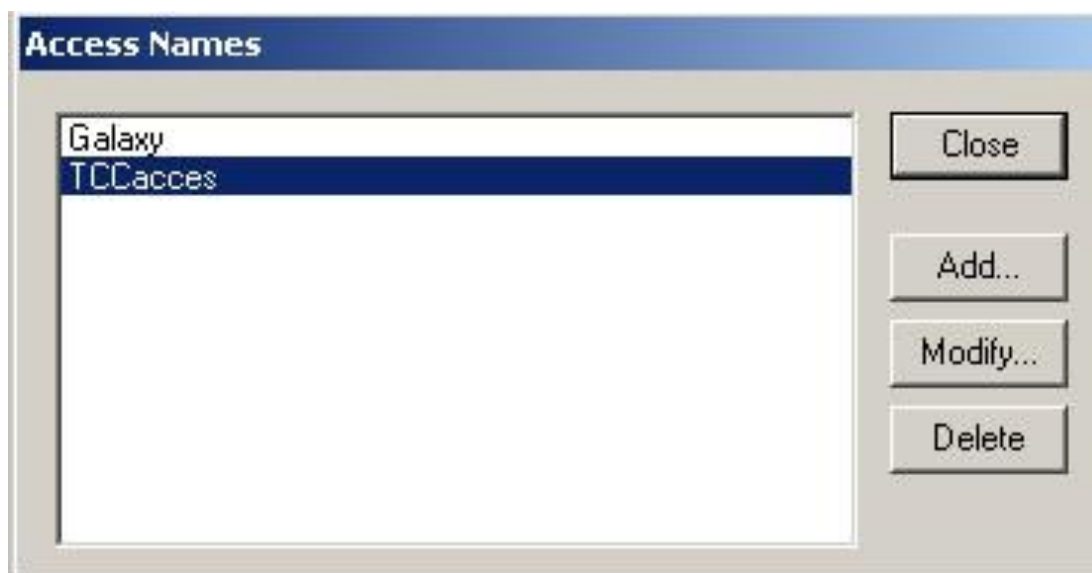 Access Names
Galaxy
TCCacces
Close
Add...
Modify...
Delete